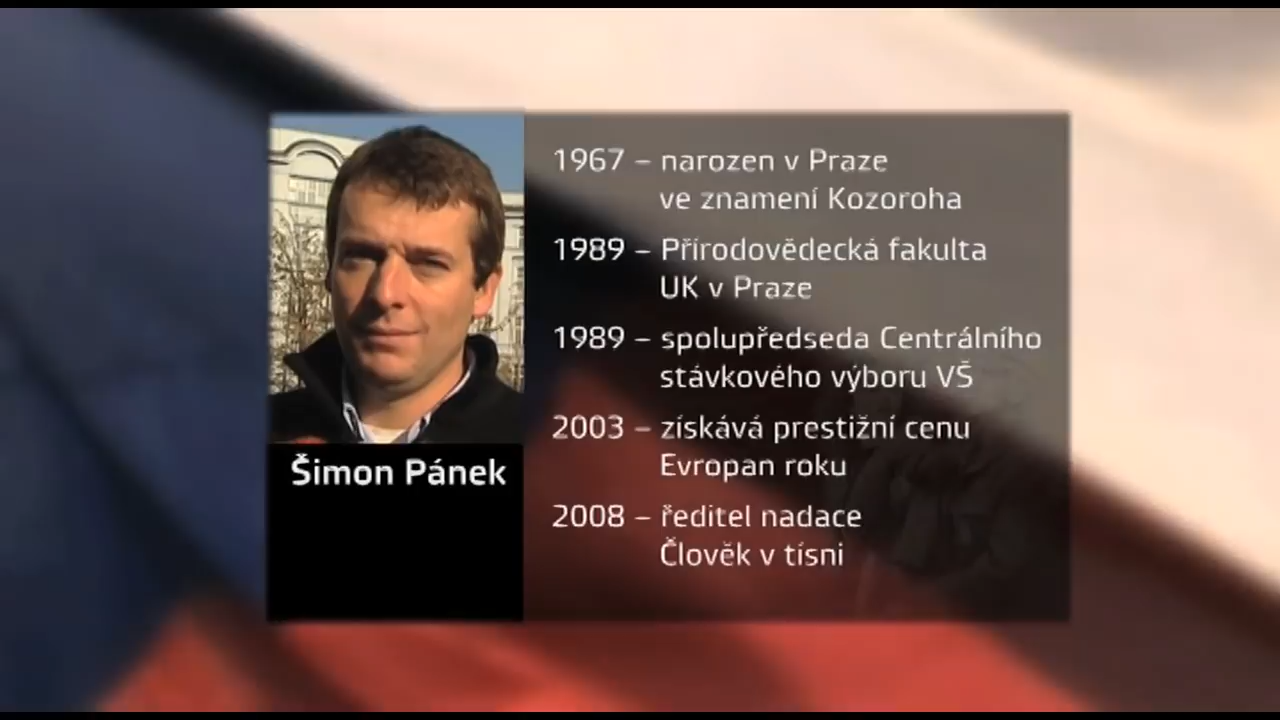 1967 – narozen v Praze
ve znamení Kozoroha
1989 – Přírodovědecká fakulta
UK v Praze
1989 – spolupředseda Centrálního
stávkového výboru VŠ
2003 – získává prestižní cenu
Evropan roku
2008 – ředitel nadace
Člověk v tísni
Šimon Pánek